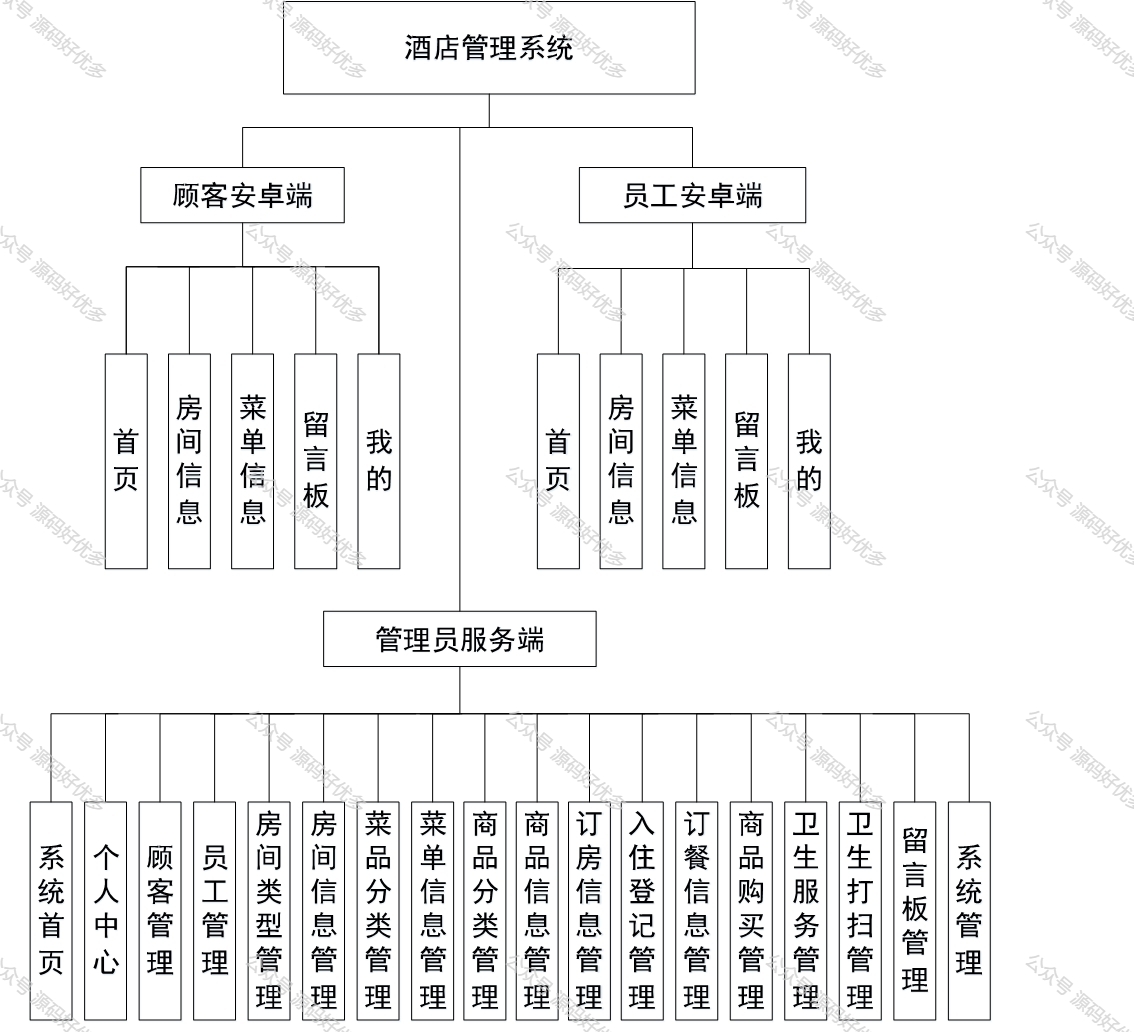 酒店管理系统
顾客安卓端
员工安卓端
首页
房间信息
菜单信息
留言板
我的
首页
房间信息
菜单信息
留言板
我的
管理员服务端
系统首页
个人中心
顾客管理
员工管理
房间类型管理
房间信息管理
菜品分类管理
菜单信息管理
商品分类管理
商品信息管理
订房信息管理
入住登记管理
订餐信息管理
商品购买管理
卫生服务管理
卫生打扫管理
留言板管理
系统管理
公众号 源码好优多